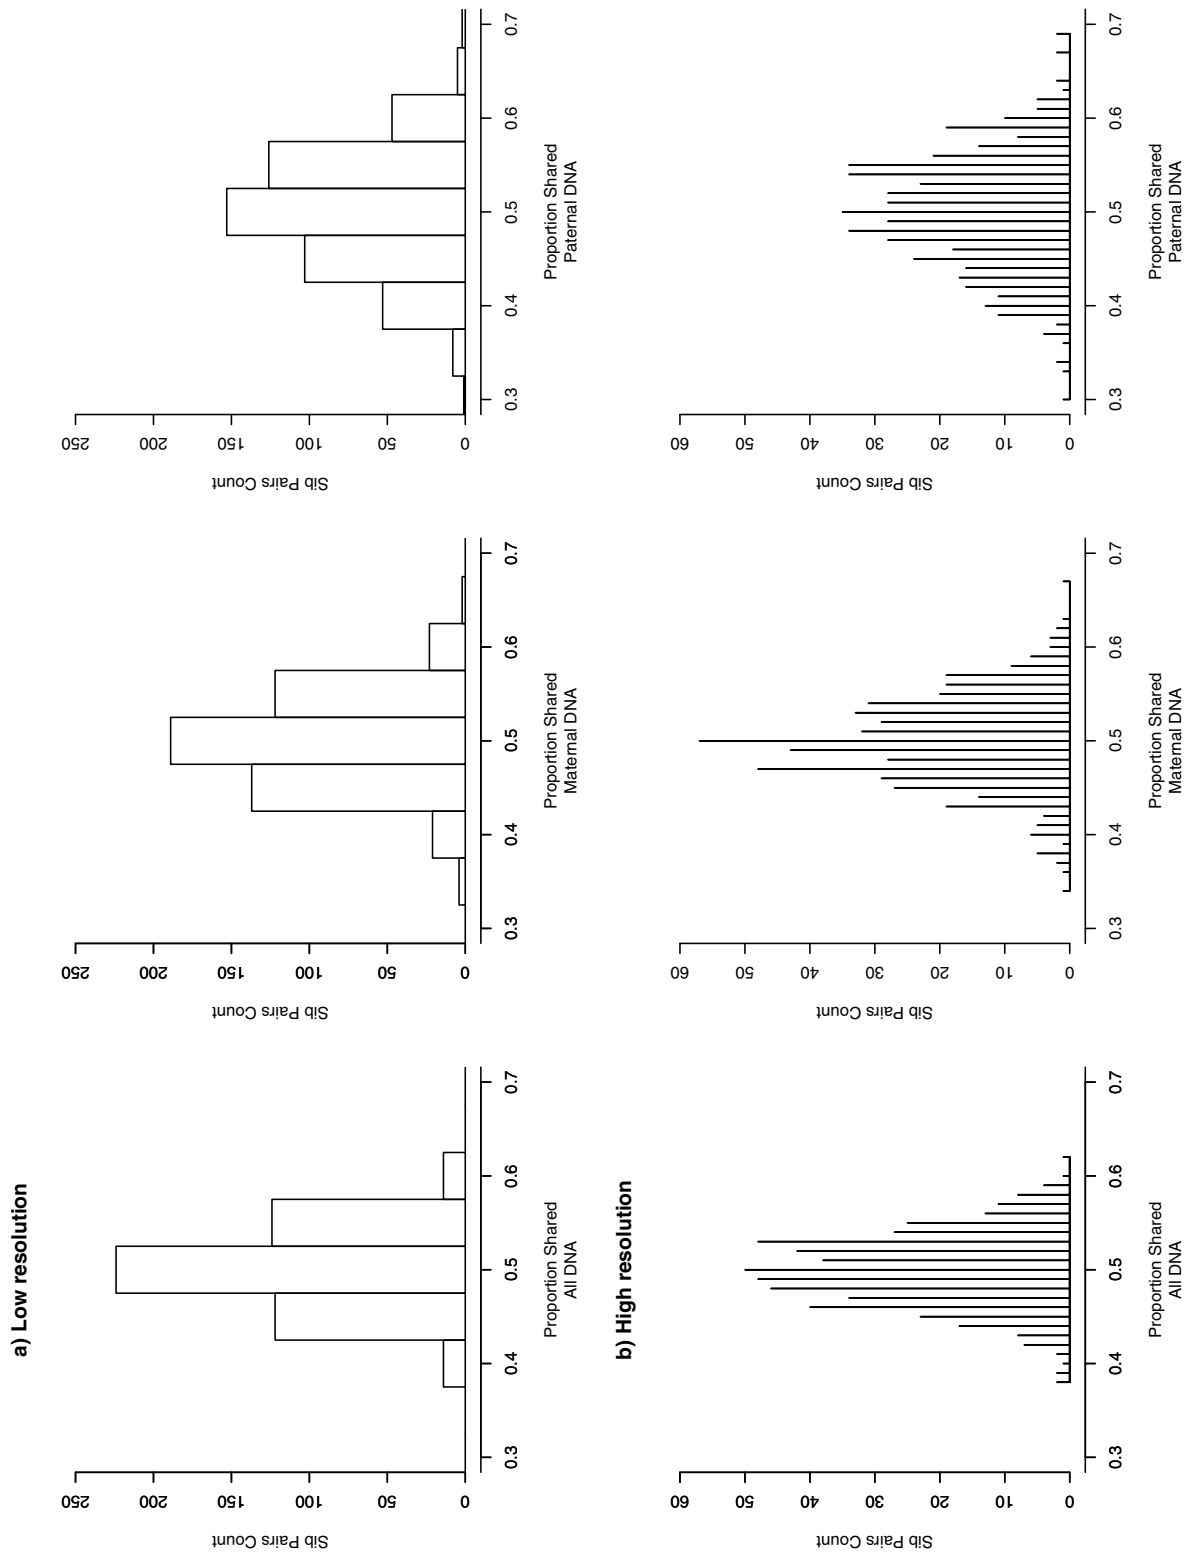 a) Low resolution
Sib Pairs Count
0 50 100 150 200 250
0.3 0.4 0.5 0.6 0.7
Proportion Shared
All DNA
Sib Pairs Count
0 50 100 150 200 250
0.3 0.4 0.5 0.6 0.7
Proportion Shared
Maternal DNA
Sib Pairs Count
0 50 100 150 200 250
0.3 0.4 0.5 0.6 0.7
Proportion Shared
Paternal DNA
b) High resolution
Sib Pairs Count
0 10 20 30 40 50 60
0.3 0.4 0.5 0.6 0.7
Proportion Shared
All DNA
Sib Pairs Count
0 10 20 30 40 50 60
0.3 0.4 0.5 0.6 0.7
Proportion Shared
Maternal DNA
Sib Pairs Count
0 10 20 30 40 50 60
0.3 0.4 0.5 0.6 0.7
Proportion Shared
Paternal DNA